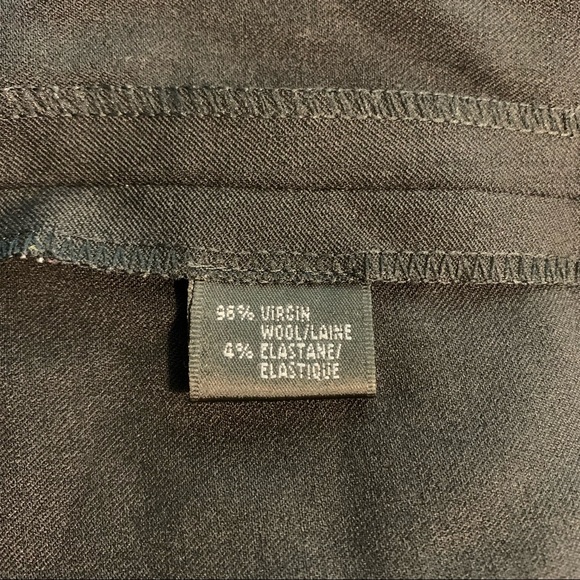 96% VIRGIN
WOOL/LAINE
4% ELASTANE/
ELASTIQUE